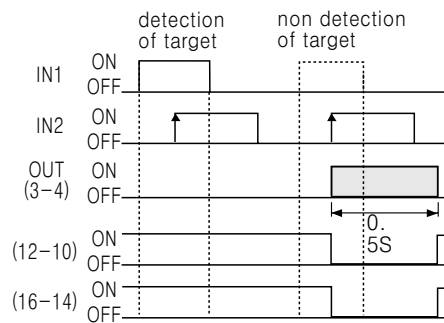 detection
of target
non detection
of target
IN1
ON
OFF
IN2
ON
OFF
OUT
(3-4)
ON
OFF
0.
5S
(12-10)
ON
OFF
(16-14)
ON
OFF